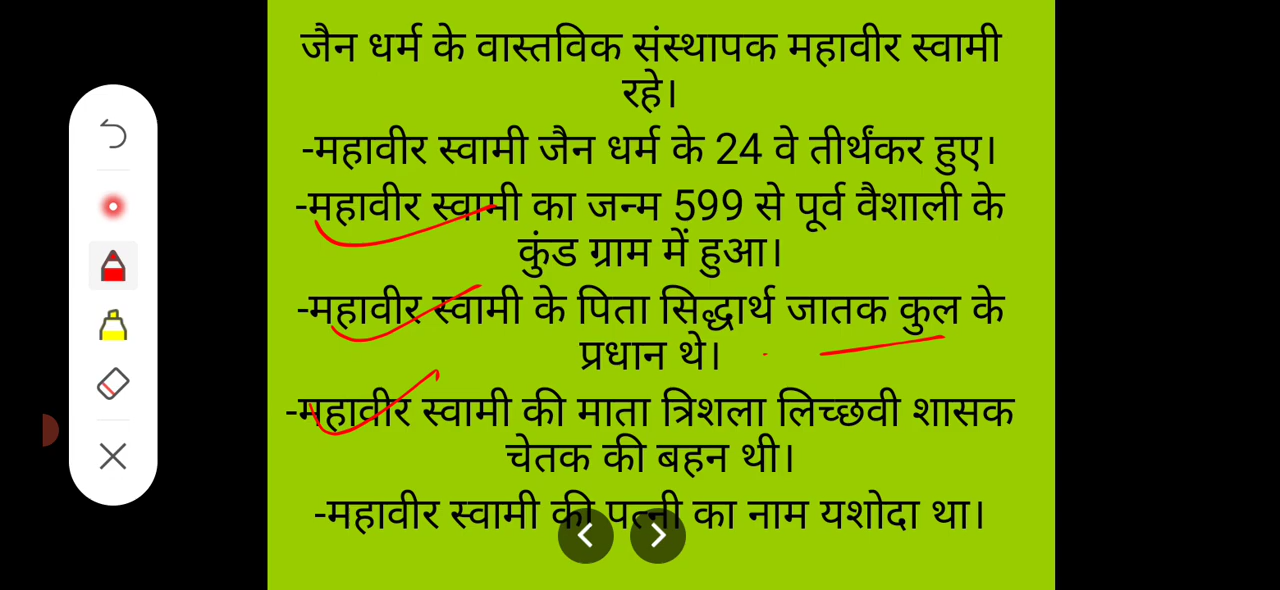 जैन धर्म के वास्तविक संस्थापक महावीर स्वामी
रहे।
-महावीर स्वामी जैन धर्म के 24 वे तीर्थंकर हुए।
-महावीर स्वामी का जन्म 599 से पूर्व वैशाली के
कुंड ग्राम में हुआ।
-महावीर स्वामी के पिता सिद्धार्थ जातक कुल के
प्रधान थे।
-महावीर स्वामी की माता त्रिशला लिच्छवी शासक
चेतक की बहन थी।
-महावीर स्वामी की पत्नी का नाम यशोदा था।